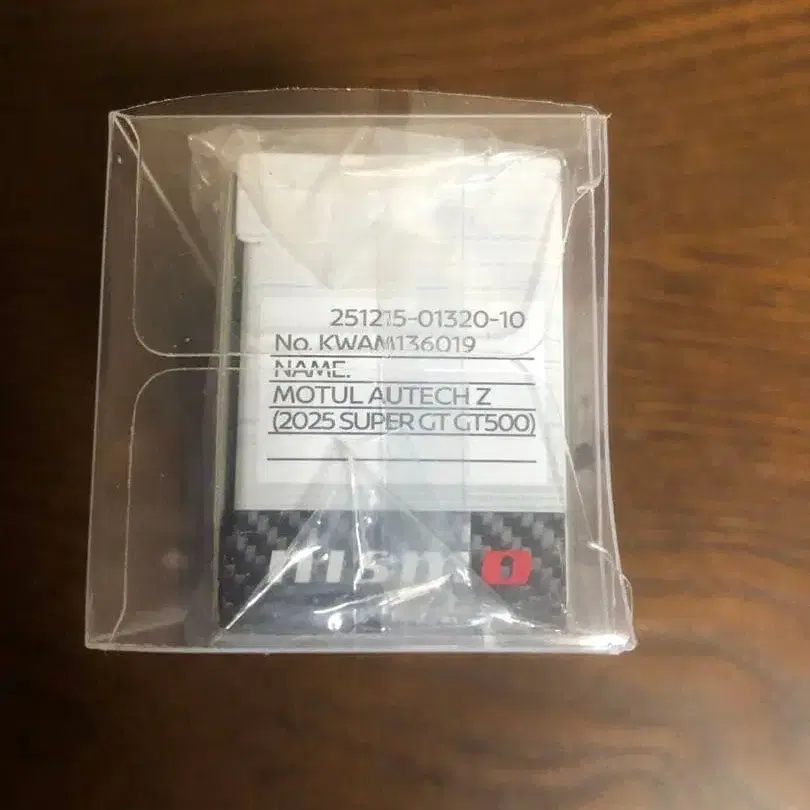 251215-01320-10
No. KWAM136019
NAME:
MOTUL AUTECH Z
(2025 SUPER GT GT500)
nismo